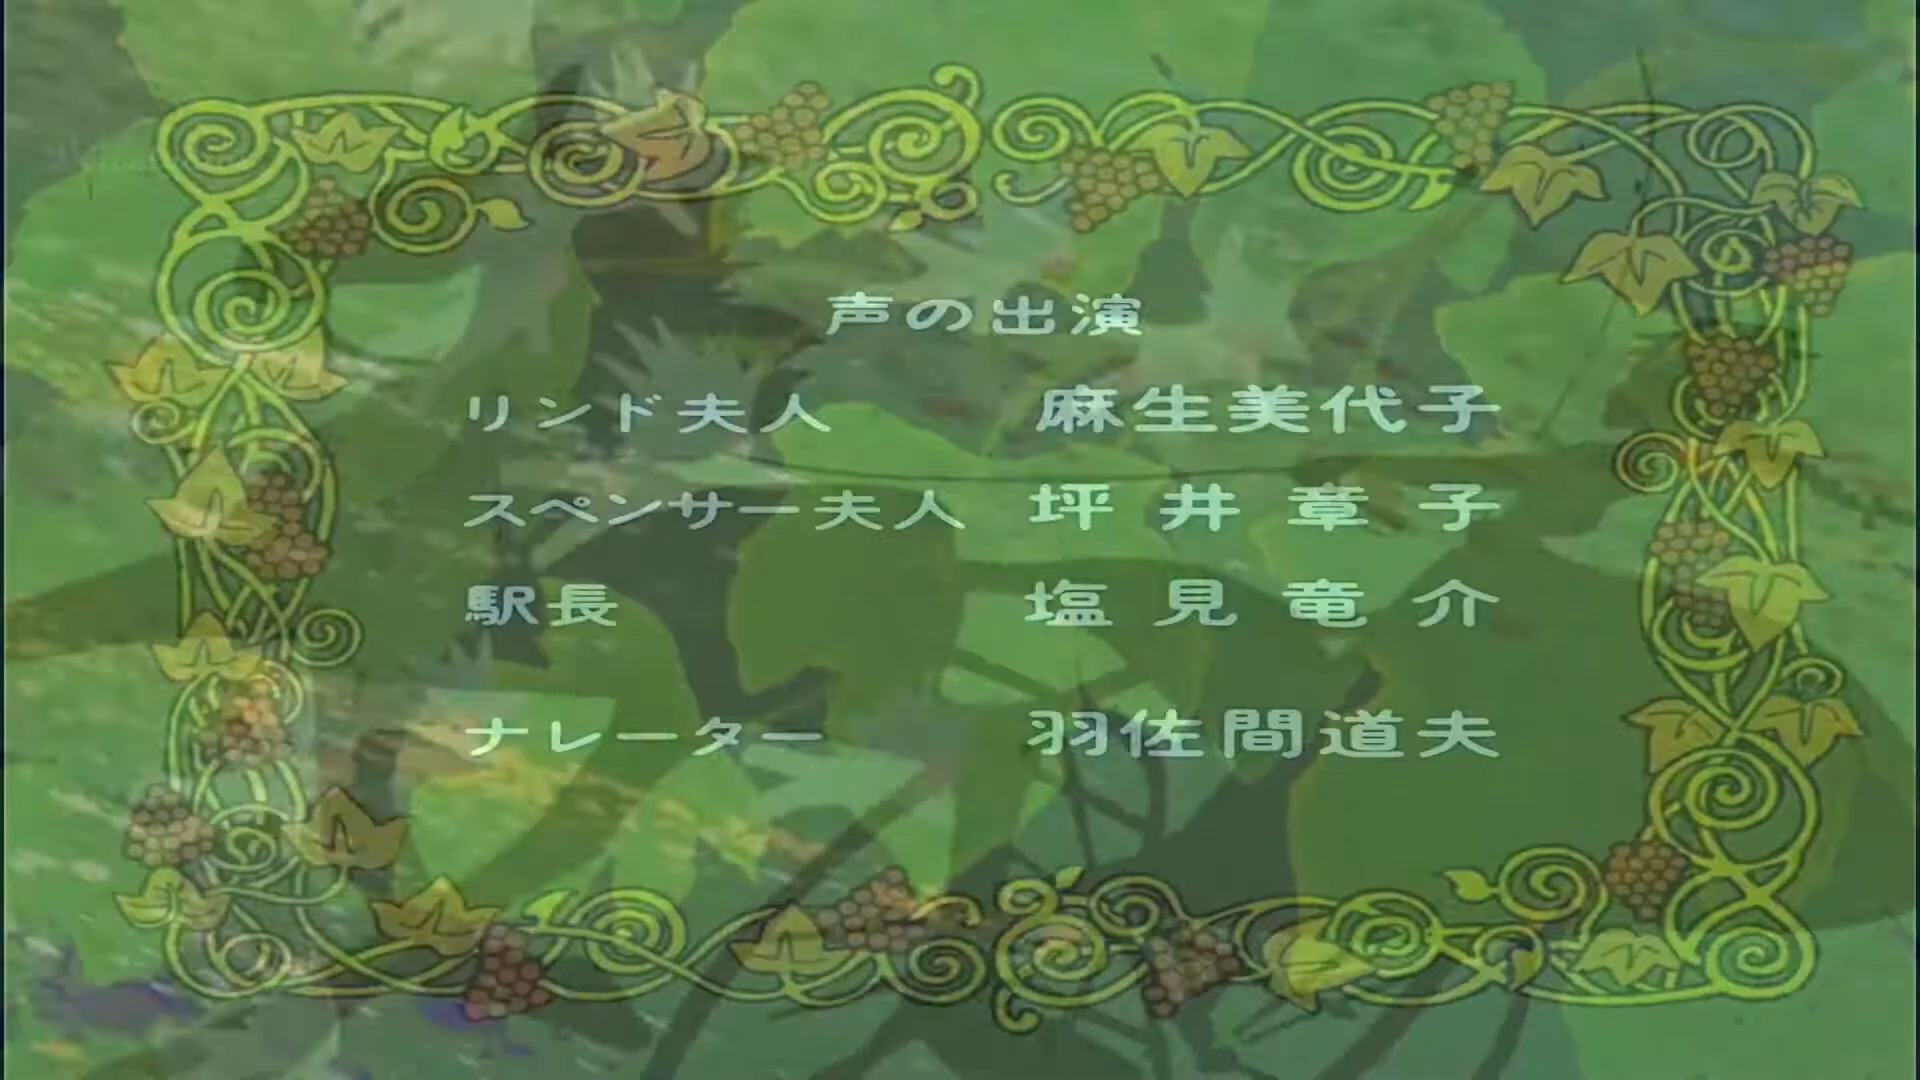 声の出演
リンド夫人 麻生美代子
スペンサー夫人 坪井章子
駅長 塩見竜介
ナレーター 羽佐間道夫